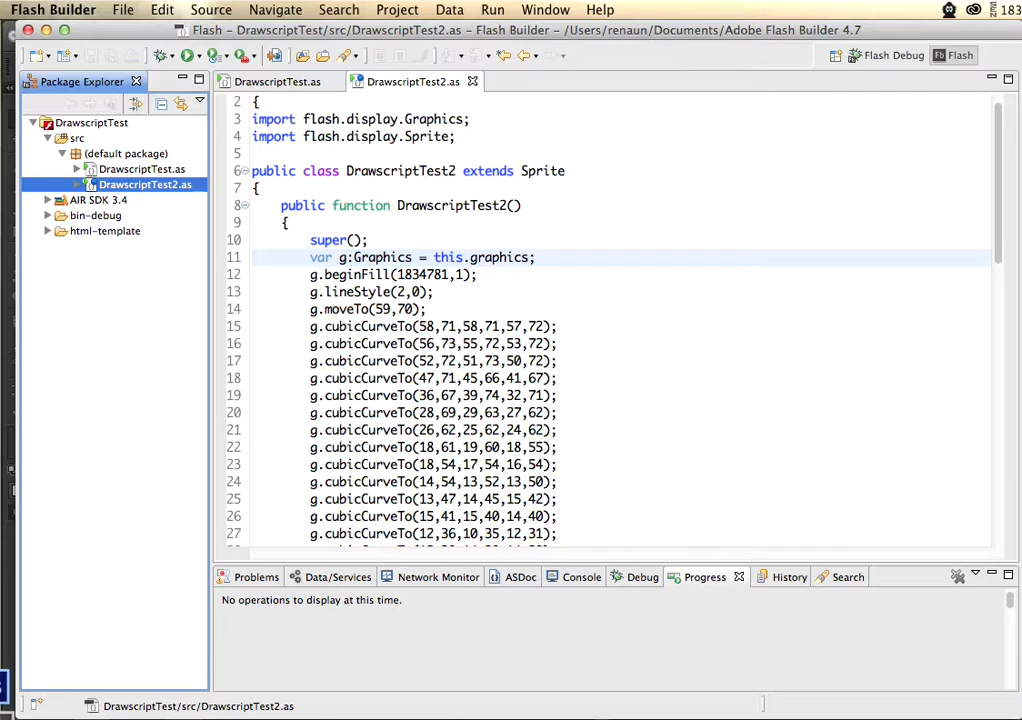 Flash Builder File Edit Source Navigate Search Project Data Run Window Help 183
Flash – DrawscriptTest/src/DrawscriptTest2.as – Flash Builder – /Users/renaun/Documents/Adobe Flash Builder 4.7
Flash Debug Fb Flash
Package Explorer
DrawscriptTest.as DrawscriptTest2.as
DrawscriptTest
src
(default package)
DrawscriptTest.as
DrawscriptTest2.as
AIR SDK 3.4
bin-debug
html-template
2 {
3 import flash.display.Graphics;
4 import flash.display.Sprite;
5
6 public class DrawscriptTest2 extends Sprite
7 {
8 public function DrawscriptTest2()
9 {
10 super();
11 var g:Graphics = this.graphics;
12 g.beginFill(1834781,1);
13 g.lineStyle(2,0);
14 g.moveTo(59,70);
15 g.cubicCurveTo(58,71,58,71,57,72);
16 g.cubicCurveTo(56,73,55,72,53,72);
17 g.cubicCurveTo(52,72,51,73,50,72);
18 g.cubicCurveTo(47,71,45,66,41,67);
19 g.cubicCurveTo(36,67,39,74,32,71);
20 g.cubicCurveTo(28,69,29,63,27,62);
21 g.cubicCurveTo(26,62,25,62,24,62);
22 g.cubicCurveTo(18,61,19,60,18,55);
23 g.cubicCurveTo(18,54,17,54,16,54);
24 g.cubicCurveTo(14,54,13,52,13,50);
25 g.cubicCurveTo(13,47,14,45,15,42);
26 g.cubicCurveTo(15,41,15,40,14,40);
27 g.cubicCurveTo(12,36,10,35,12,31);
Problems Data/Services Network Monitor ASDoc Console Debug Progress History Search
No operations to display at this time.
DrawscriptTest/src/DrawscriptTest2.as